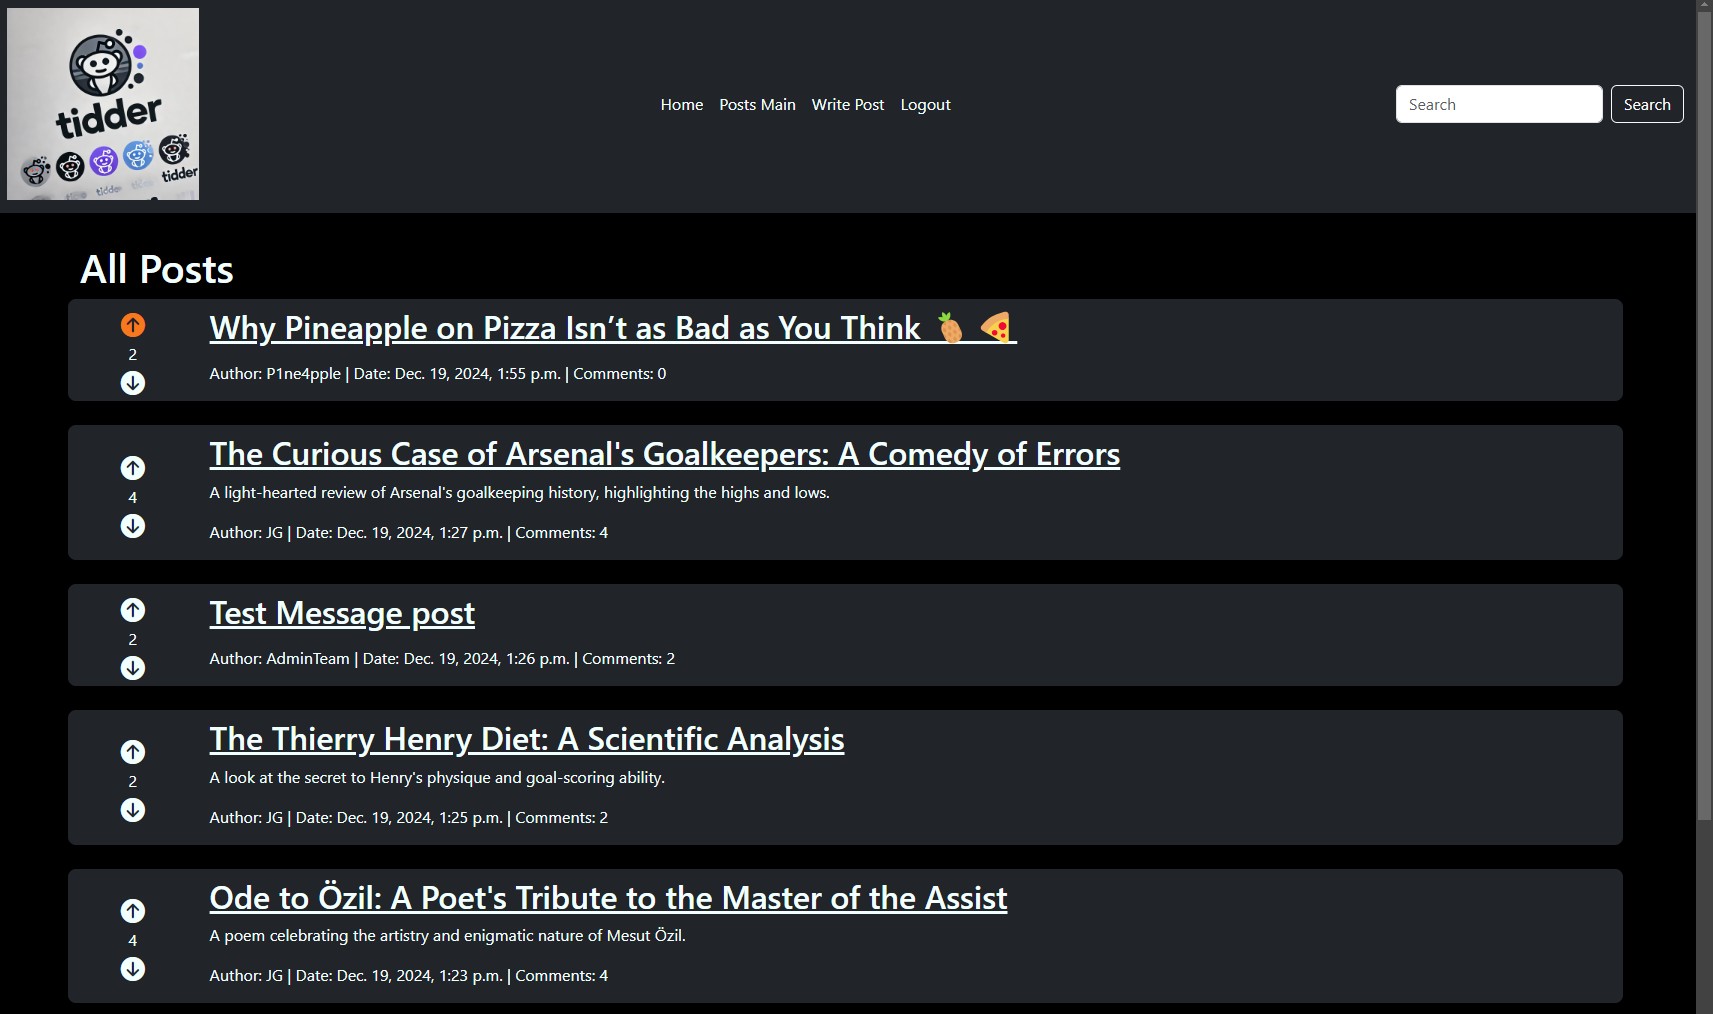 tidder
tidder
tidder
Home Posts Main Write Post Logout
Search Search
All Posts
Why Pineapple on Pizza Isn’t as Bad as You Think 🍍 🍕
2
Author: P1ne4pple | Date: Dec. 19, 2024, 1:55 p.m. | Comments: 0
The Curious Case of Arsenal's Goalkeepers: A Comedy of Errors
A light-hearted review of Arsenal's goalkeeping history, highlighting the highs and lows.
4
Author: JG | Date: Dec. 19, 2024, 1:27 p.m. | Comments: 4
Test Message post
2
Author: AdminTeam | Date: Dec. 19, 2024, 1:26 p.m. | Comments: 2
The Thierry Henry Diet: A Scientific Analysis
A look at the secret to Henry's physique and goal-scoring ability.
2
Author: JG | Date: Dec. 19, 2024, 1:25 p.m. | Comments: 2
Ode to Özil: A Poet's Tribute to the Master of the Assist
A poem celebrating the artistry and enigmatic nature of Mesut Özil.
4
Author: JG | Date: Dec. 19, 2024, 1:23 p.m. | Comments: 4